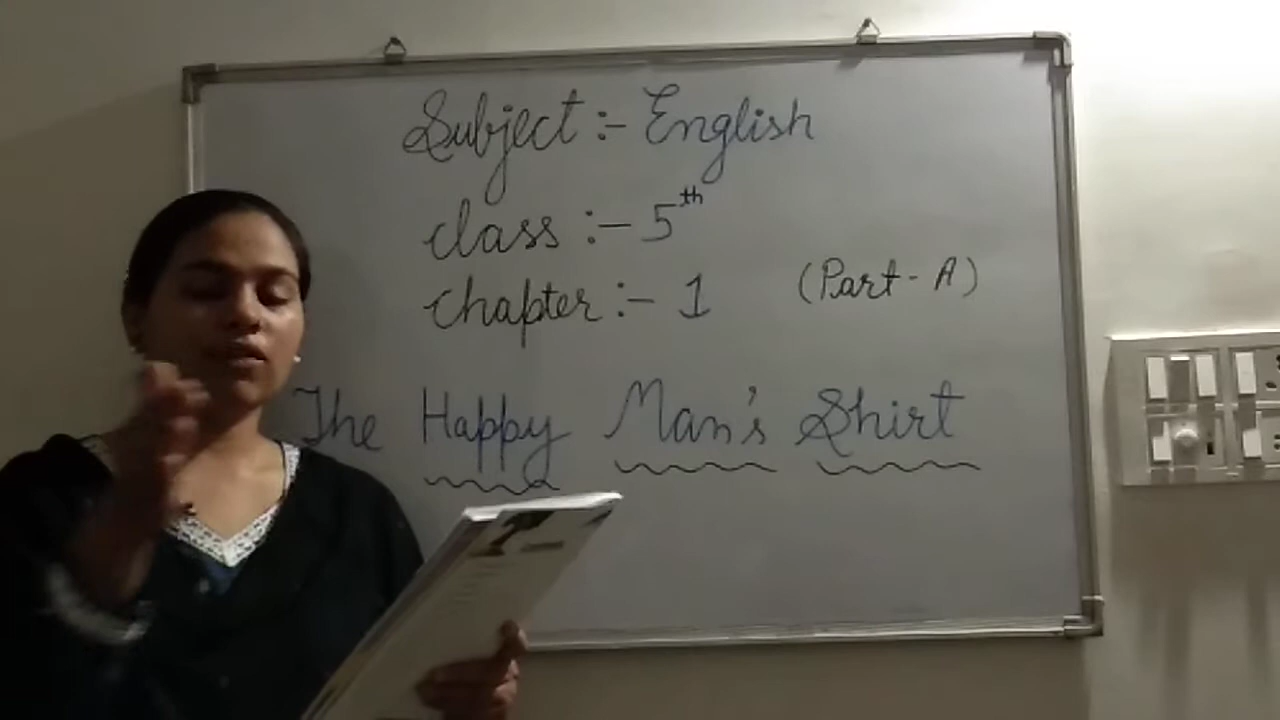 Subject :- English
class :- 5th
chapter :- 1 (Part - A)
The Happy Man's Shirt